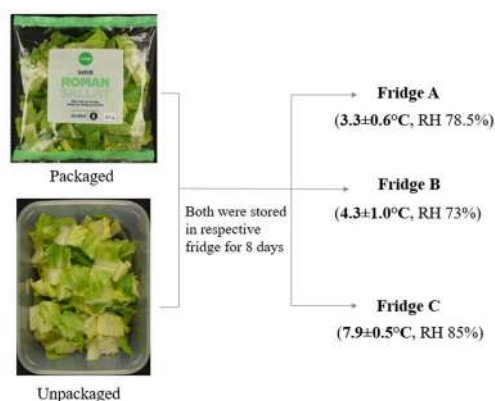 ROMAN
SALLAT
Packaged
Both were stored
in respective
fridge for 8 days
Fridge A
(3.3±0.6°C, RH 78.5%)
Fridge B
(4.3±1.0°C, RH 73%)
Fridge C
(7.9±0.5°C, RH 85%)
Unpackaged